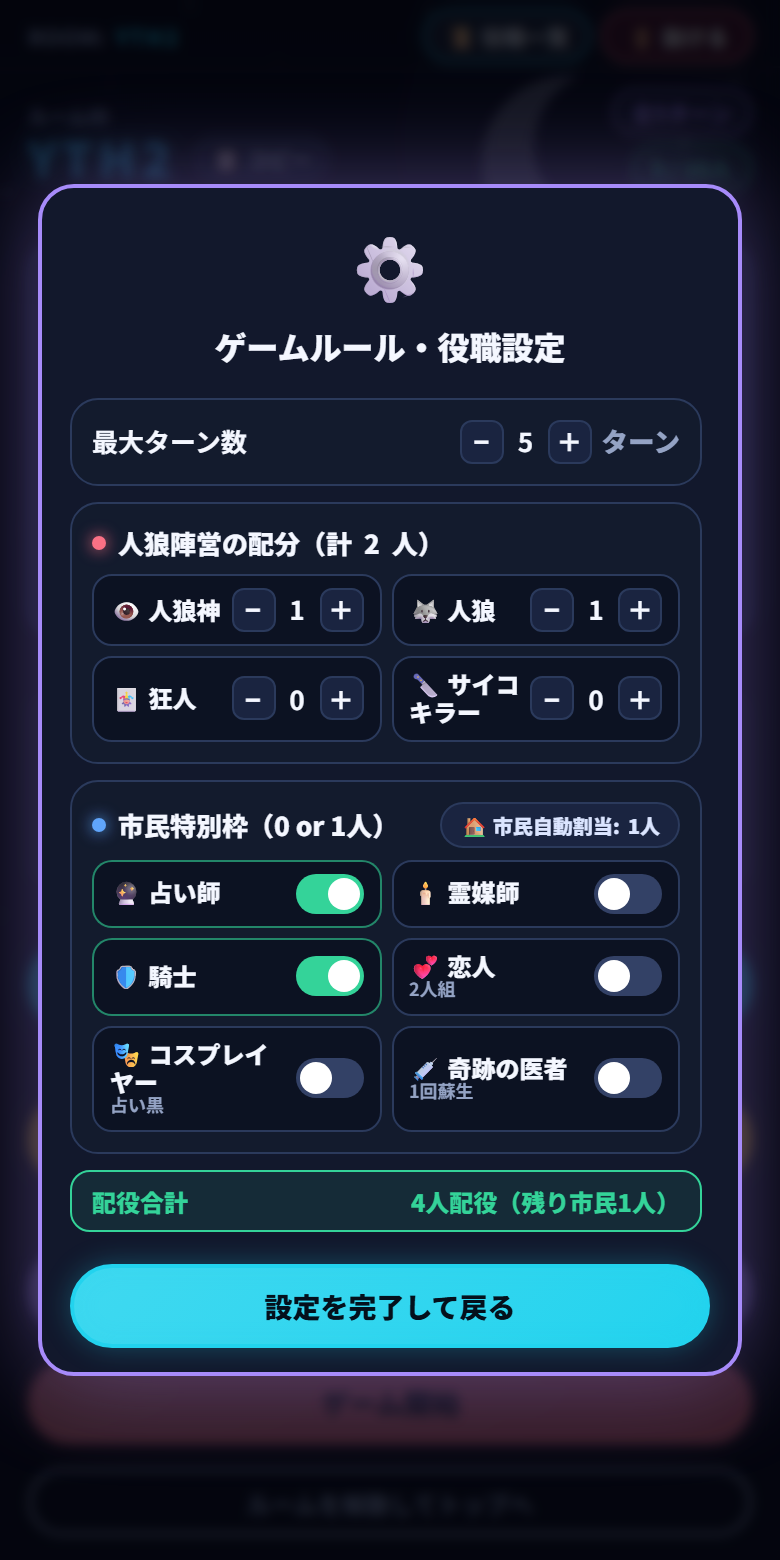 YTH2
ゲームルール・役職設定
最大ターン数 − 5 + ターン
人狼陣営の配分（計 2 人）
人狼神 − 1 +
人狼 − 1 +
狂人 − 0 +
サイコ
キラー − 0 +
市民特別枠（0 or 1人）
市民自動割当: 1人
占い師
霊媒師
騎士
恋人
2人組
コスプレイ
ヤー
占い黒
奇跡の医者
1回蘇生
配役合計 4人配役（残り市民1人）
設定を完了して戻る
ゲーム開始